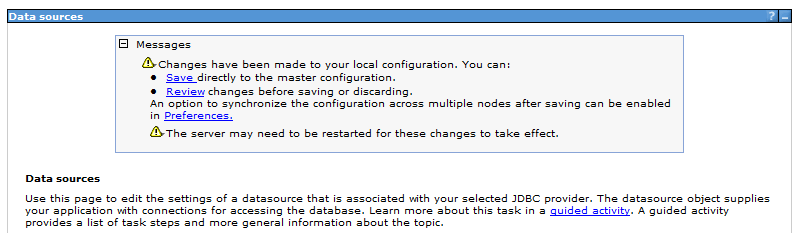 Data sources
Messages
Changes have been made to your local configuration. You can:
• Save directly to the master configuration.
• Review changes before saving or discarding.
An option to synchronize the configuration across multiple nodes after saving can be enabled
in Preferences.
The server may need to be restarted for these changes to take effect.
Data sources
Use this page to edit the settings of a datasource that is associated with your selected JDBC provider. The datasource object supplies
your application with connections for accessing the database. Learn more about this task in a guided activity. A guided activity
provides a list of task steps and more general information about the topic.